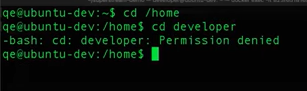 qe@ubuntu-dev:~$ cd /home
qe@ubuntu-dev:/home$ cd developer
-bash: cd: developer: Permission denied
qe@ubuntu-dev:/home$